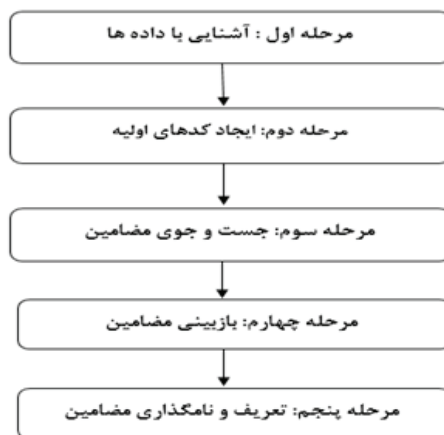 مرحله اول : آشنایی با داده ها
مرحله دوم: ایجاد کدهای اولیه
مرحله سوم: جست و جوی مضامین
مرحله چهارم: بازبینی مضامین
مرحله پنجم: تعریف و نامگذاری مضامین